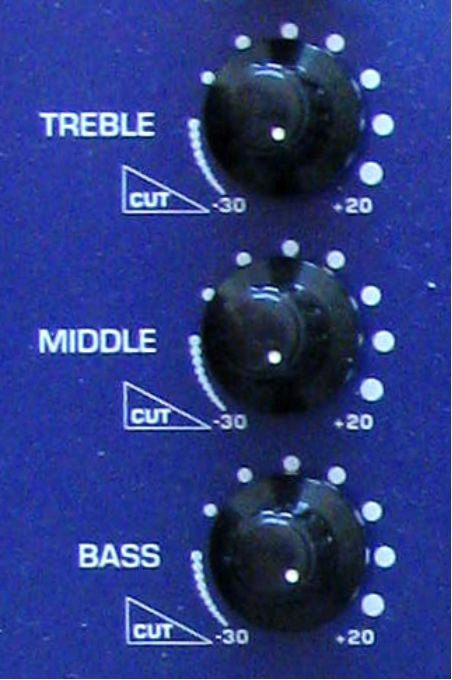 TREBLE
CUT
-30 +20
MIDDLE
CUT
-30 +20
BASS
CUT
-30 +20